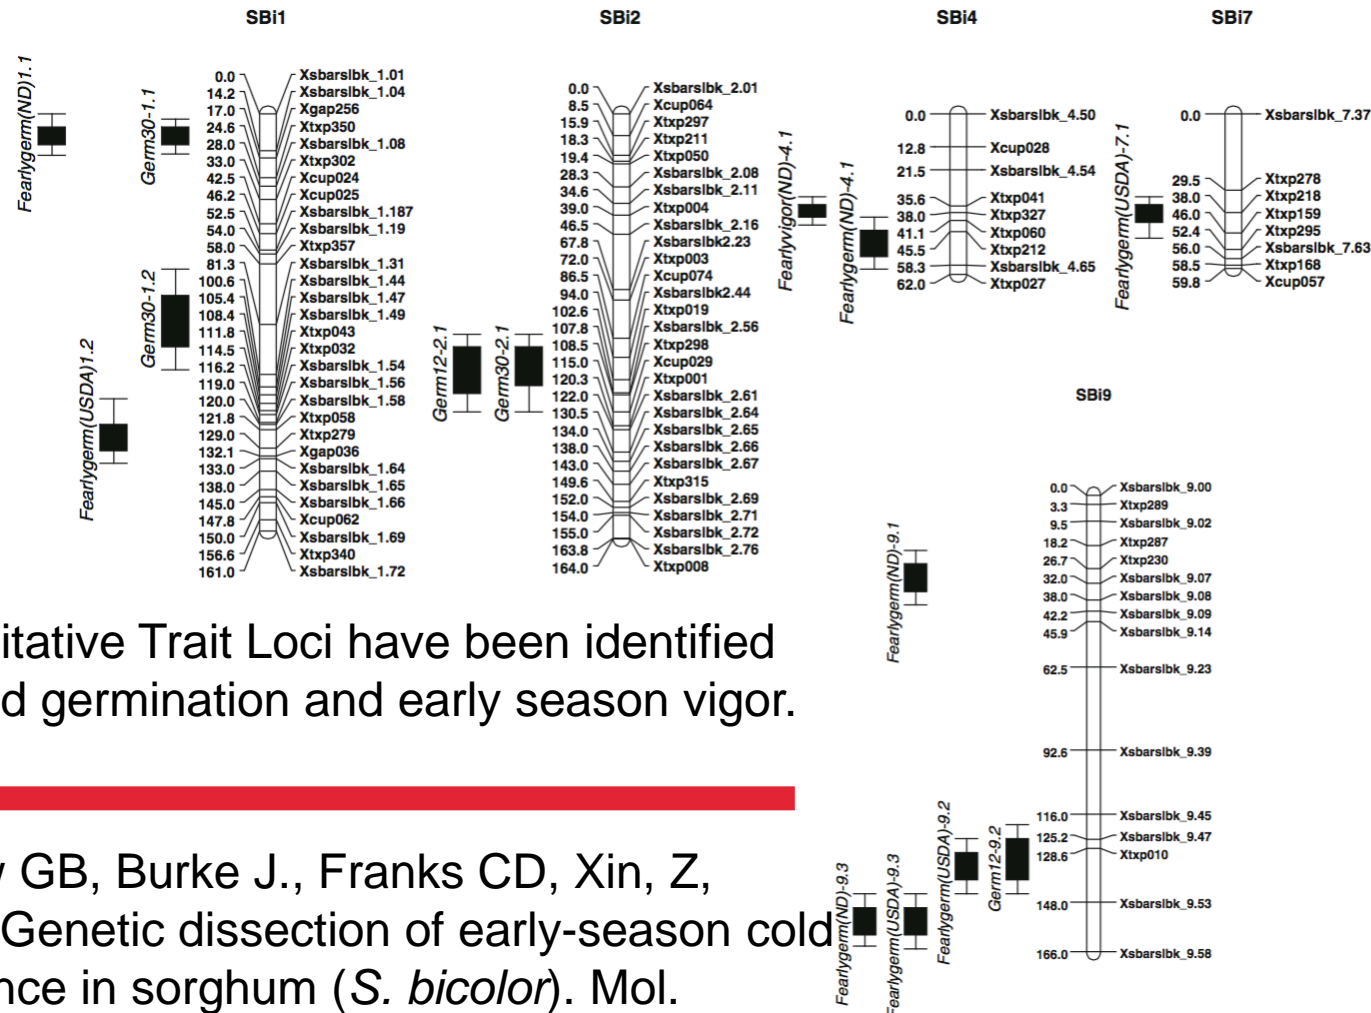 SBi1
SBi2
SBi4
SBi7
Fearlygerm(ND)1.1
Germ30-1.1
Germ30-1.2
Fearlygerm(USDA)1.2
0.0 Xsbarslbk_1.01
14.2 Xsbarslbk_1.04
17.0 Xgap256
24.6 Xtxp350
28.0 Xsbarslbk_1.08
33.0 Xtxp302
42.5 Xcup024
46.2 Xcup025
52.5 Xsbarslbk_1.187
54.0 Xsbarslbk_1.19
58.0 Xtxp357
81.3 Xsbarslbk_1.31
100.6 Xsbarslbk_1.44
105.4 Xsbarslbk_1.47
108.4 Xsbarslbk_1.49
111.8 Xtxp043
114.5 Xtxp032
116.2 Xsbarslbk_1.54
119.0 Xsbarslbk_1.56
120.0 Xsbarslbk_1.58
121.8 Xtxp058
129.0 Xtxp279
132.1 Xgap036
133.0 Xsbarslbk_1.64
138.0 Xsbarslbk_1.65
145.0 Xsbarslbk_1.66
147.8 Xcup062
150.0 Xsbarslbk_1.69
156.6 Xtxp340
161.0 Xsbarslbk_1.72
Germ12-2.1
Germ30-2.1
0.0 Xsbarslbk_2.01
8.5 Xcup064
15.9 Xtxp297
18.3 Xtxp211
19.4 Xtxp050
28.3 Xsbarslbk_2.08
34.6 Xsbarslbk_2.11
39.0 Xtxp004
46.5 Xsbarslbk_2.16
67.8 Xsbarslbk2.23
72.0 Xtxp003
86.5 Xcup074
94.0 Xsbarslbk2.44
102.6 Xtxp019
107.8 Xsbarslbk_2.56
108.5 Xtxp298
115.0 Xcup029
120.3 Xtxp001
122.0 Xsbarslbk_2.61
130.5 Xsbarslbk_2.64
134.0 Xsbarslbk_2.65
138.0 Xsbarslbk_2.66
143.0 Xsbarslbk_2.67
149.6 Xtxp315
152.0 Xsbarslbk_2.69
154.0 Xsbarslbk_2.71
155.0 Xsbarslbk_2.72
163.8 Xsbarslbk_2.76
164.0 Xtxp008
Fearlyvigor(ND)-4.1
Fearlygerm(ND)-4.1
0.0 Xsbarslbk_4.50
12.8 Xcup028
21.5 Xsbarslbk_4.54
35.6 Xtxp041
38.0 Xtxp327
41.1 Xtxp060
45.5 Xtxp212
58.3 Xsbarslbk_4.65
62.0 Xtxp027
Fearlygerm(USDA)-7.1
0.0 Xsbarslbk_7.37
29.5 Xtxp278
38.0 Xtxp218
46.0 Xtxp159
52.4 Xtxp295
56.0 Xsbarslbk_7.63
58.5 Xtxp168
59.8 Xcup057
SBi9
Fearlygerm(ND)-9.1
Fearlygerm(ND)-9.3
Fearlygerm(USDA)-9.3
Fearlygerm(USDA)-9.2
Germ12-9.2
0.0 Xsbarslbk_9.00
3.3 Xtxp289
9.5 Xsbarslbk_9.02
18.2 Xtxp287
26.7 Xtxp230
32.0 Xsbarslbk_9.07
38.0 Xsbarslbk_9.08
42.2 Xsbarslbk_9.09
45.9 Xsbarslbk_9.14
62.5 Xsbarslbk_9.23
92.6 Xsbarslbk_9.39
116.0 Xsbarslbk_9.45
125.2 Xsbarslbk_9.47
128.6 Xtxp010
148.0 Xsbarslbk_9.53
166.0 Xsbarslbk_9.58
itative Trait Loci have been identified
d germination and early season vigor.
GB, Burke J., Franks CD, Xin, Z,
Genetic dissection of early-season cold
nce in sorghum (S. bicolor). Mol.